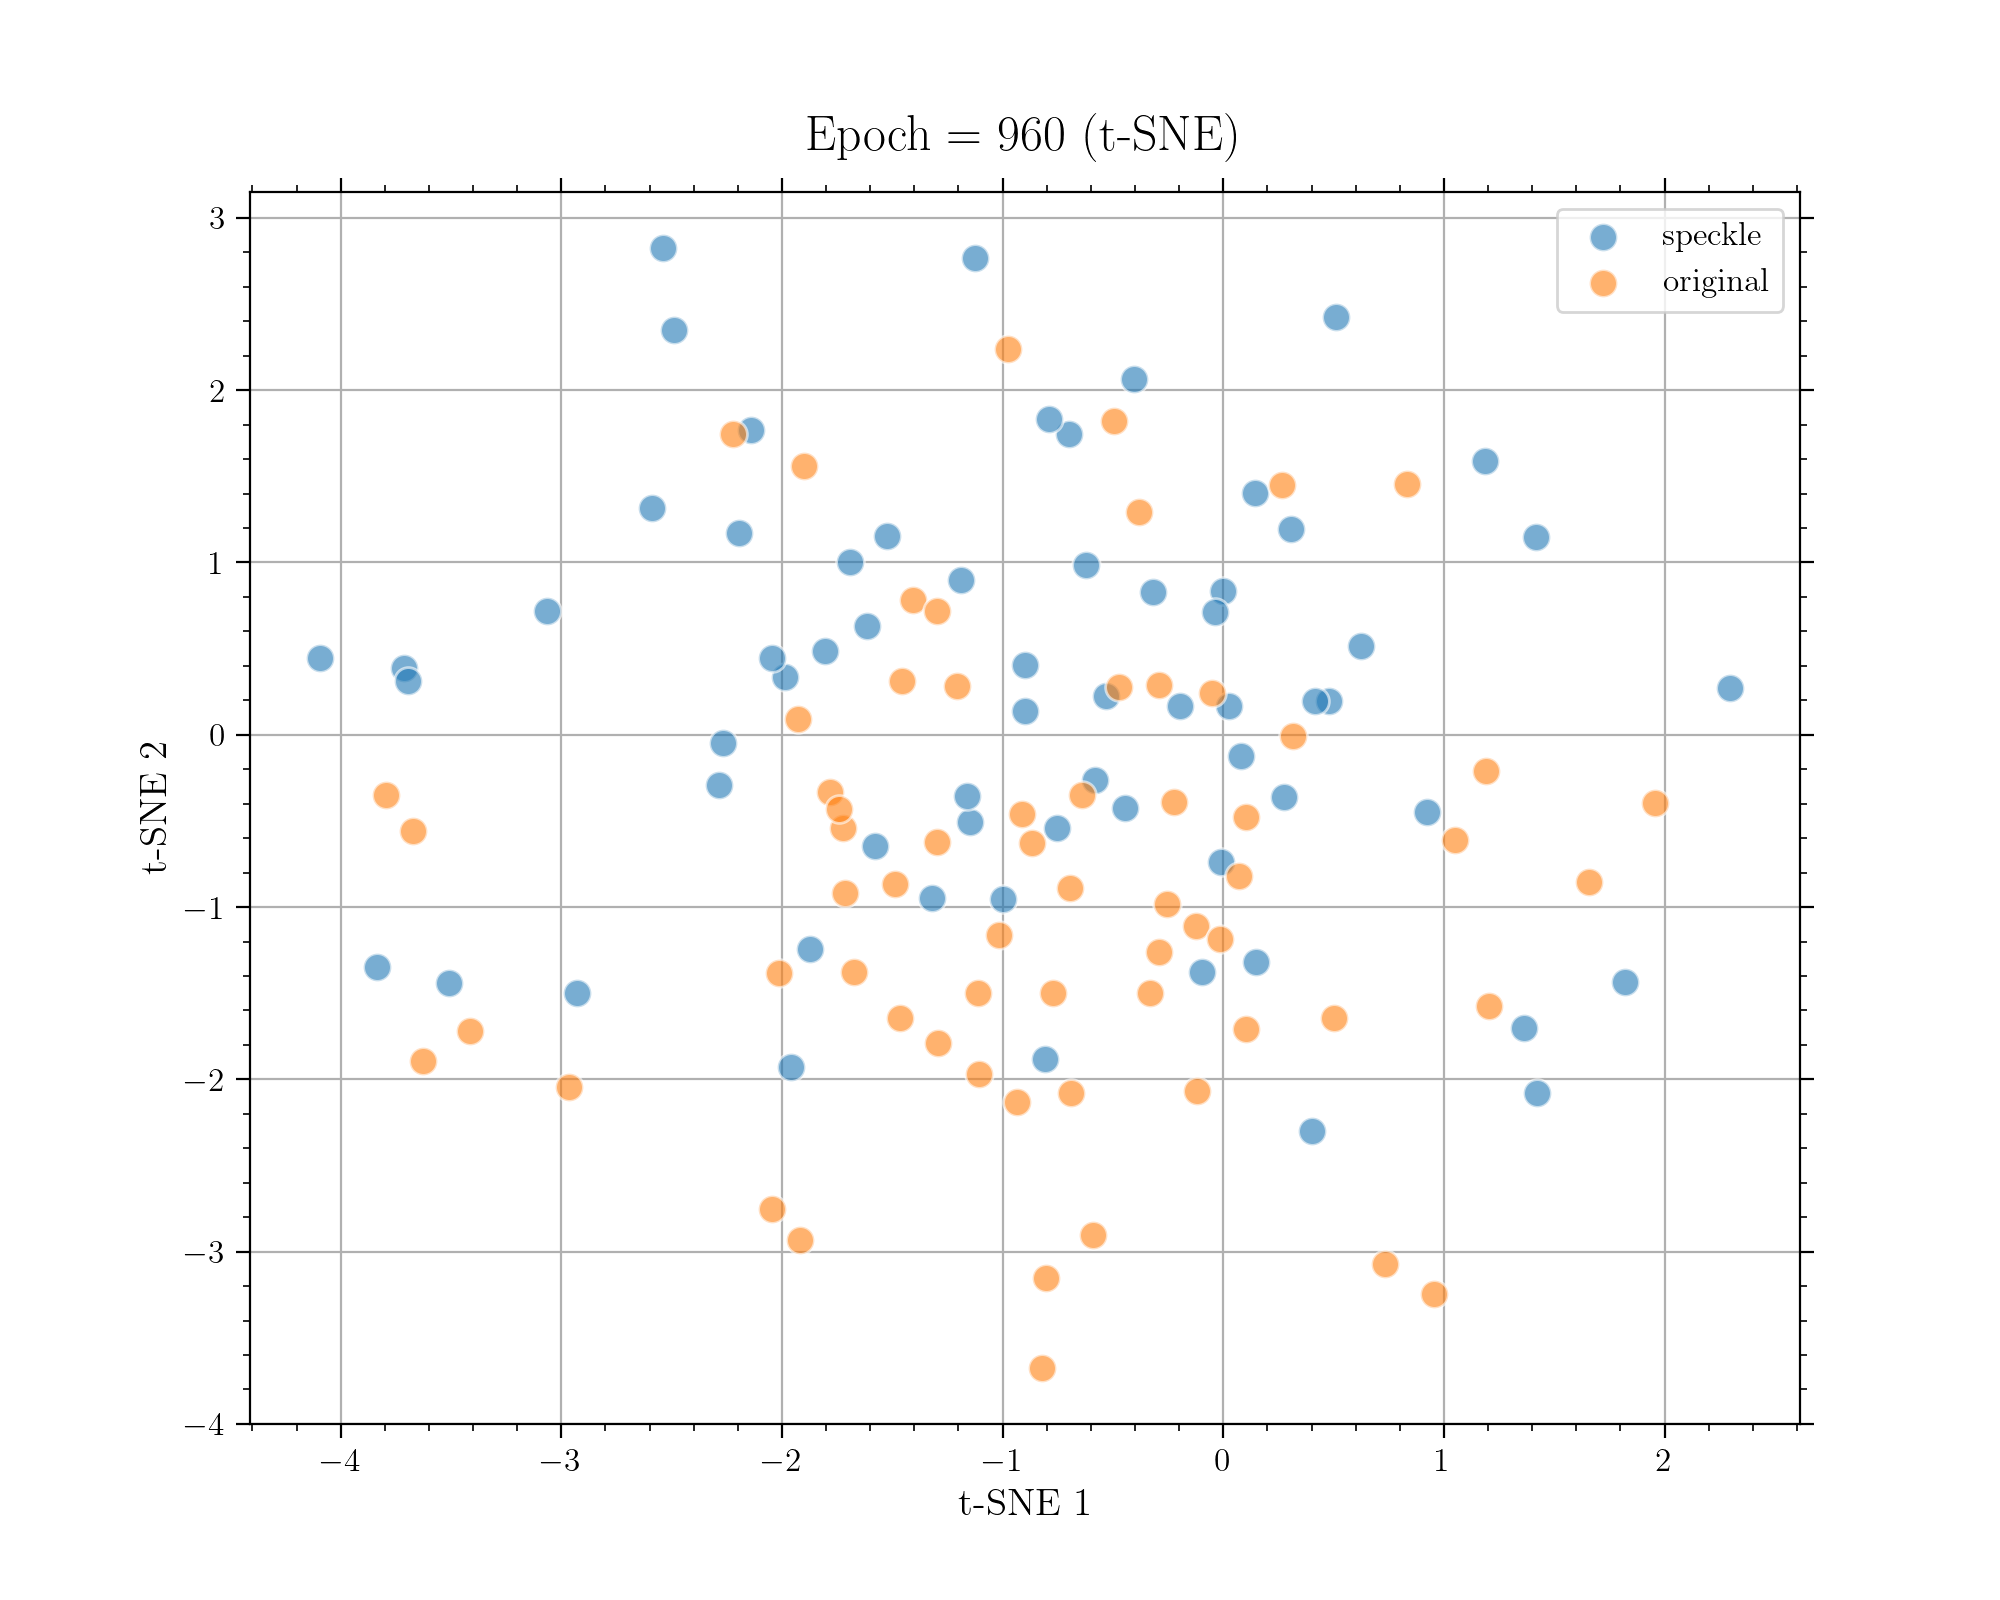 Epoch = 960 (t-SNE)
speckle
original
3
2
1
0
−1
−2
−3
−4
t-SNE 2
−4 −3 −2 −1 0 1 2
t-SNE 1